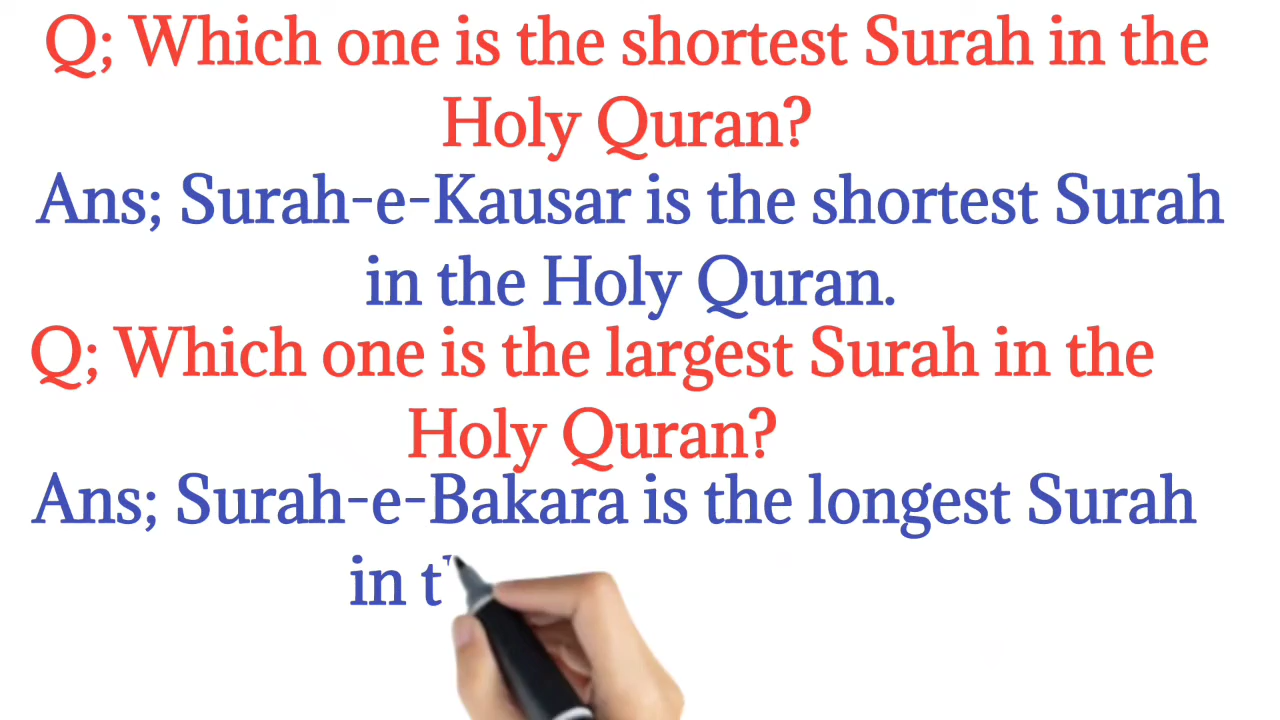 Q; Which one is the shortest Surah in the
Holy Quran?
Ans; Surah-e-Kausar is the shortest Surah
in the Holy Quran.
Q; Which one is the largest Surah in the
Holy Quran?
Ans; Surah-e-Bakara is the longest Surah
in